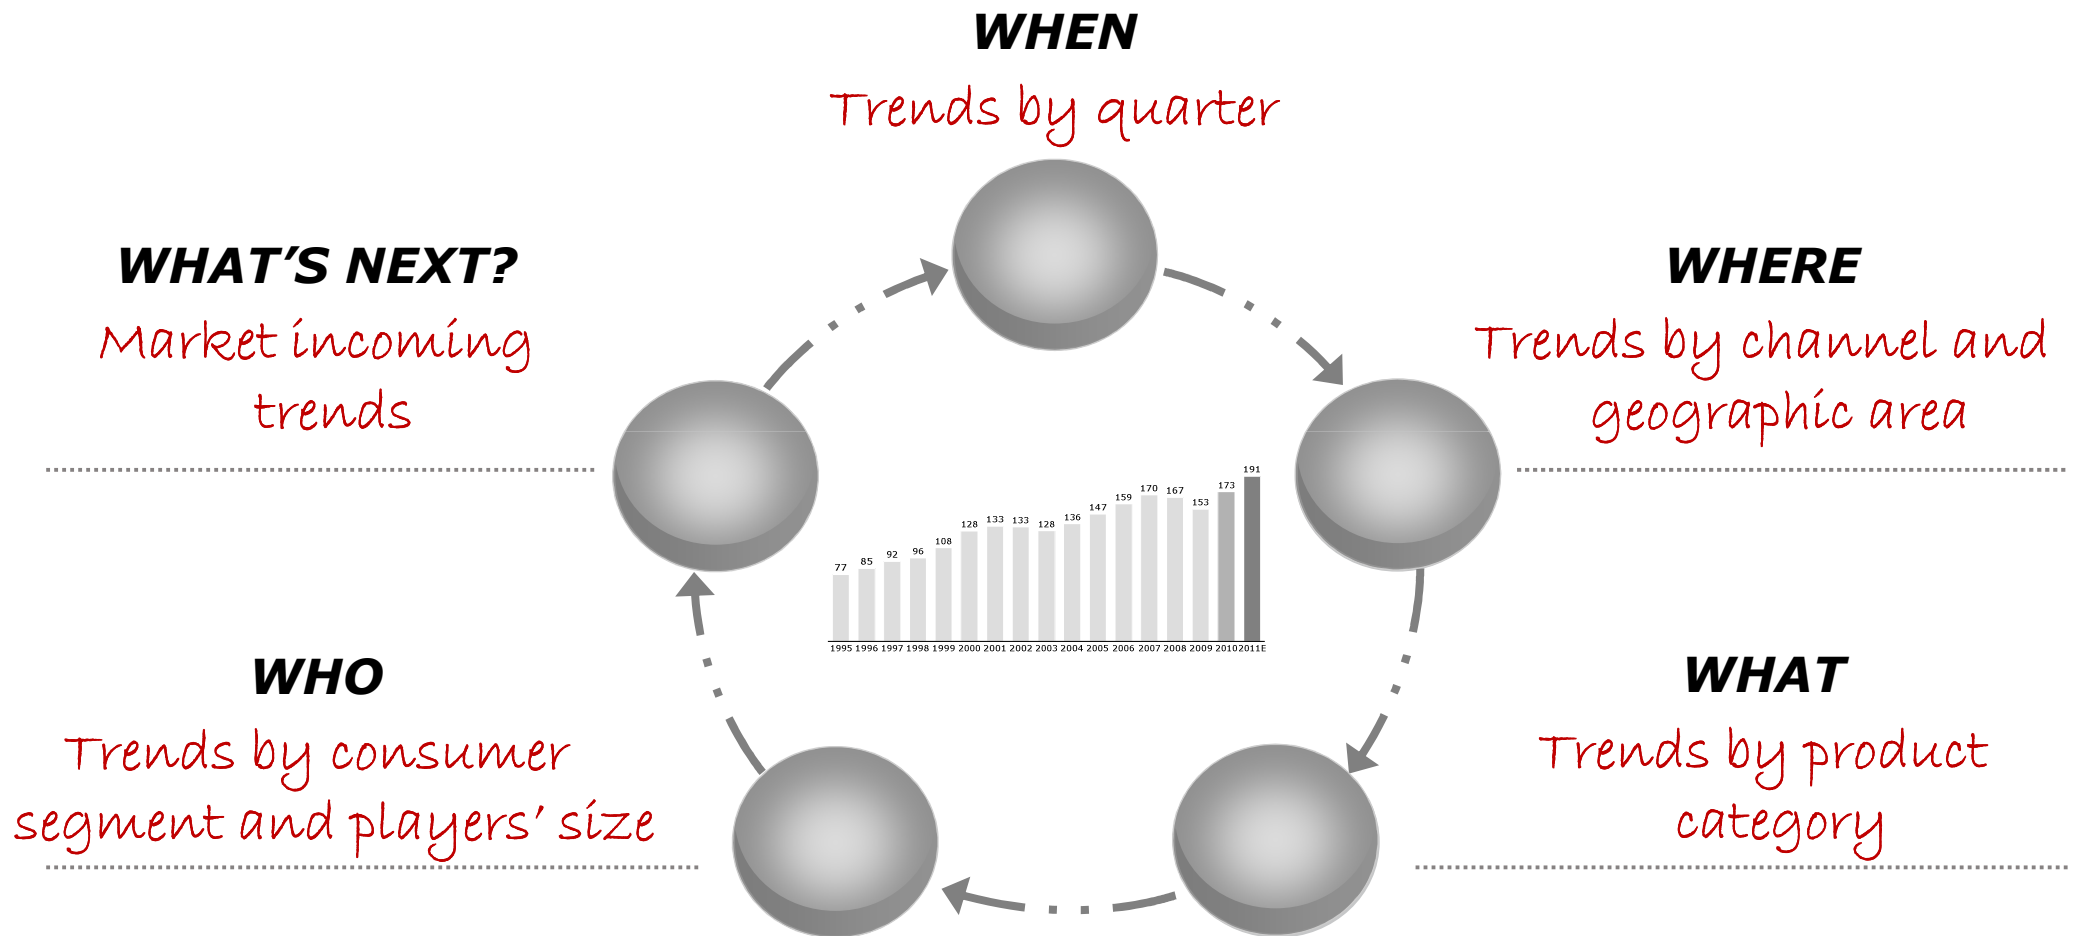 WHEN
Trends by quarter
WHAT’S NEXT?
Market incoming
trends
WHERE
Trends by channel and
geographic area
77 85 92 96 108 128 133 133 128 136 147 159 170 167 153 173 191
1995 1996 1997 1998 1999 2000 2001 2002 2003 2004 2005 2006 2007 2008 2009 2010 2011E
WHO
Trends by consumer
segment and players’ size
WHAT
Trends by product
category